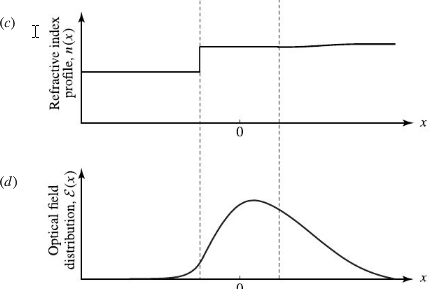 (c)
Refractive index
profile, n(x)
0
x
(d)
Optical field
distribution, ℰ(x)
0
x